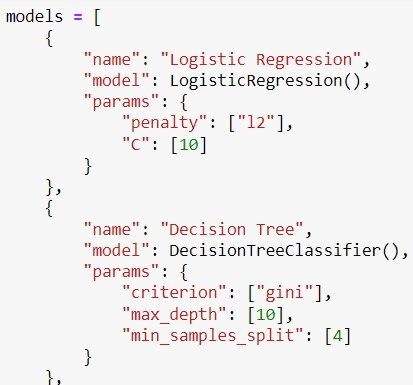 models = [
    {
        "name": "Logistic Regression",
        "model": LogisticRegression(),
        "params": {
            "penalty": ["l2"],
            "C": [10]
        }
    },
    {
        "name": "Decision Tree",
        "model": DecisionTreeClassifier(),
        "params": {
            "criterion": ["gini"],
            "max_depth": [10],
            "min_samples_split": [4]
        }
    },